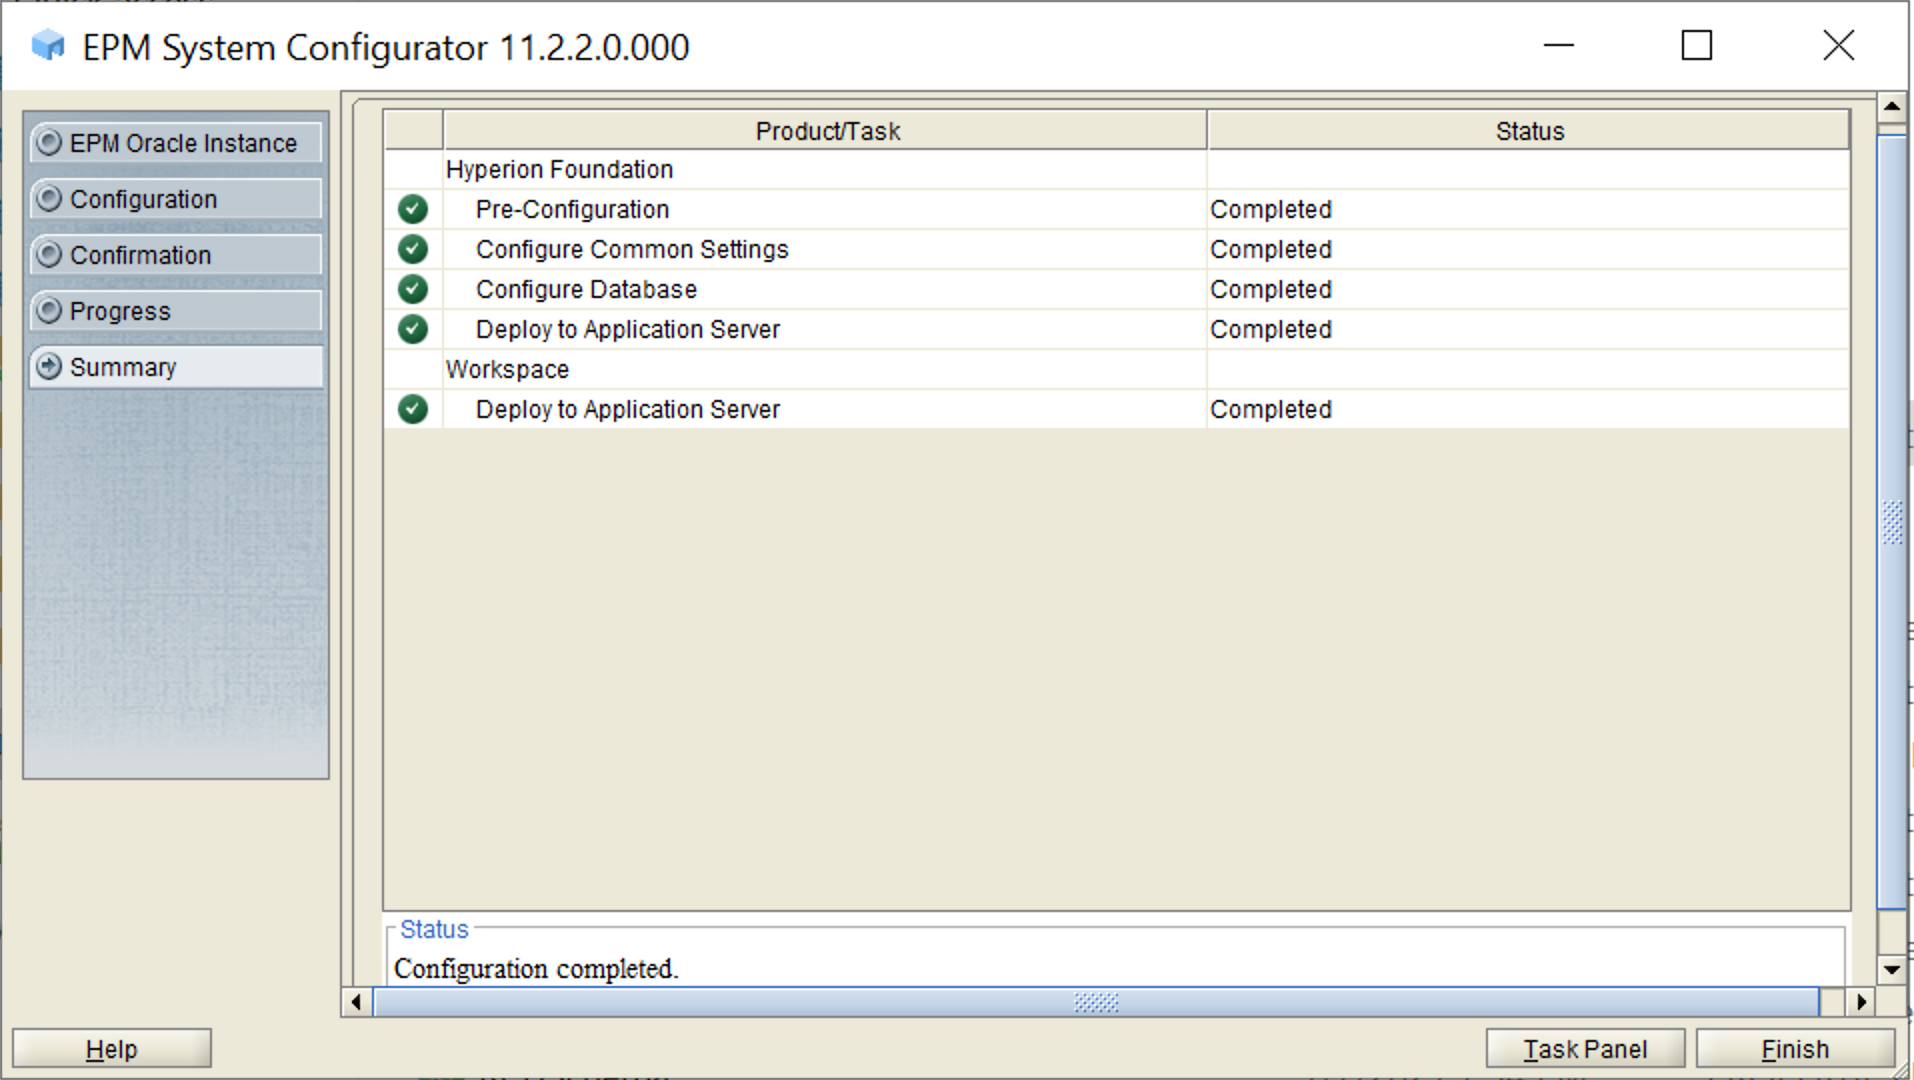 EPM System Configurator 11.2.2.0.000
EPM Oracle Instance
Configuration
Confirmation
Progress
Summary
Product/Task Status
Hyperion Foundation
Pre-Configuration Completed
Configure Common Settings Completed
Configure Database Completed
Deploy to Application Server Completed
Workspace
Deploy to Application Server Completed
Status
Configuration completed.
Help
Task Panel
Finish